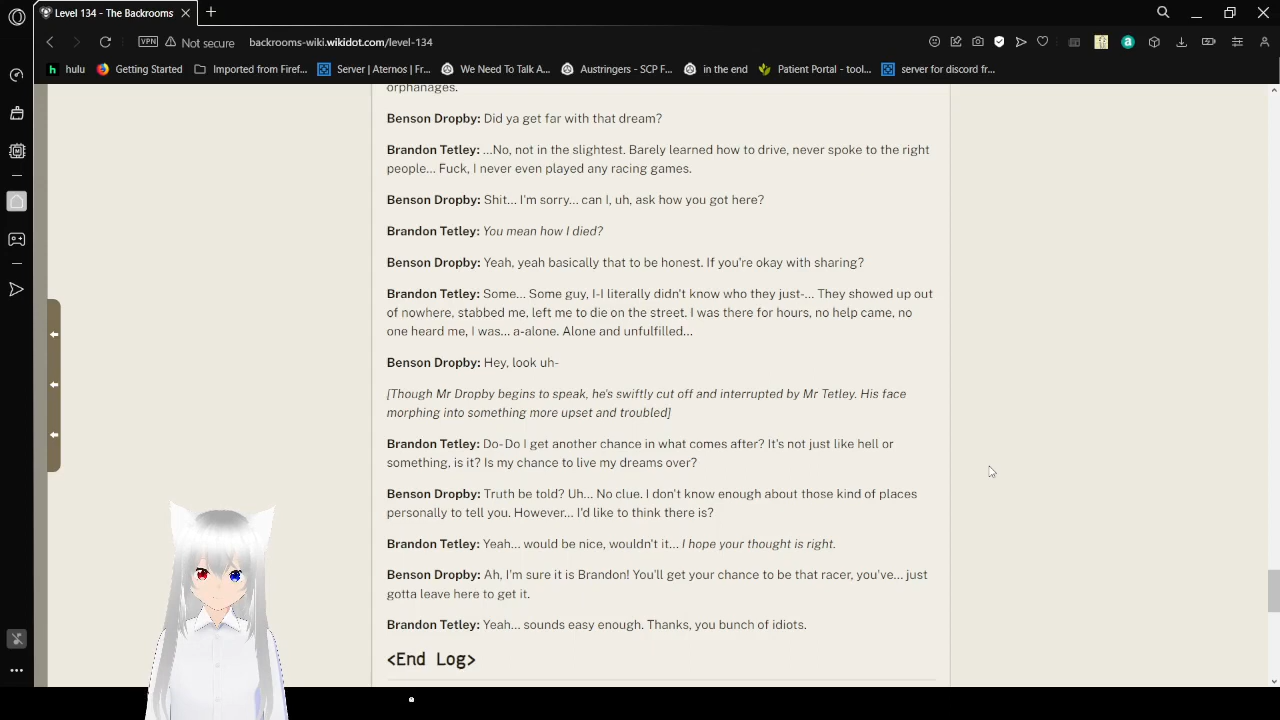 Level 134 - The Backrooms
VPN Not secure backrooms-wiki.wikidot.com/level-134
hulu Getting Started Imported from Firef... Server | Aternos | Fr... We Need To Talk A... Austringers - SCP F... in the end Patient Portal - tool... server for discord fr...
orphanages.
Benson Dropby: Did ya get far with that dream?
Brandon Tetley: ...No, not in the slightest. Barely learned how to drive, never spoke to the right
people... Fuck, I never even played any racing games.
Benson Dropby: Shit... I'm sorry... can I, uh, ask how you got here?
Brandon Tetley: You mean how I died?
Benson Dropby: Yeah, yeah basically that to be honest. If you're okay with sharing?
Brandon Tetley: Some... Some guy, I-I literally didn't know who they just-... They showed up out
of nowhere, stabbed me, left me to die on the street. I was there for hours, no help came, no
one heard me, I was... a-alone. Alone and unfulfilled...
Benson Dropby: Hey, look uh-
[Though Mr Dropby begins to speak, he's swiftly cut off and interrupted by Mr Tetley. His face
morphing into something more upset and troubled]
Brandon Tetley: Do- Do I get another chance in what comes after? It's not just like hell or
something, is it? Is my chance to live my dreams over?
Benson Dropby: Truth be told? Uh... No clue. I don't know enough about those kind of places
personally to tell you. However... I'd like to think there is?
Brandon Tetley: Yeah... would be nice, wouldn't it... I hope your thought is right.
Benson Dropby: Ah, I'm sure it is Brandon! You'll get your chance to be that racer, you've... just
gotta leave here to get it.
Brandon Tetley: Yeah... sounds easy enough. Thanks, you bunch of idiots.
<End Log>